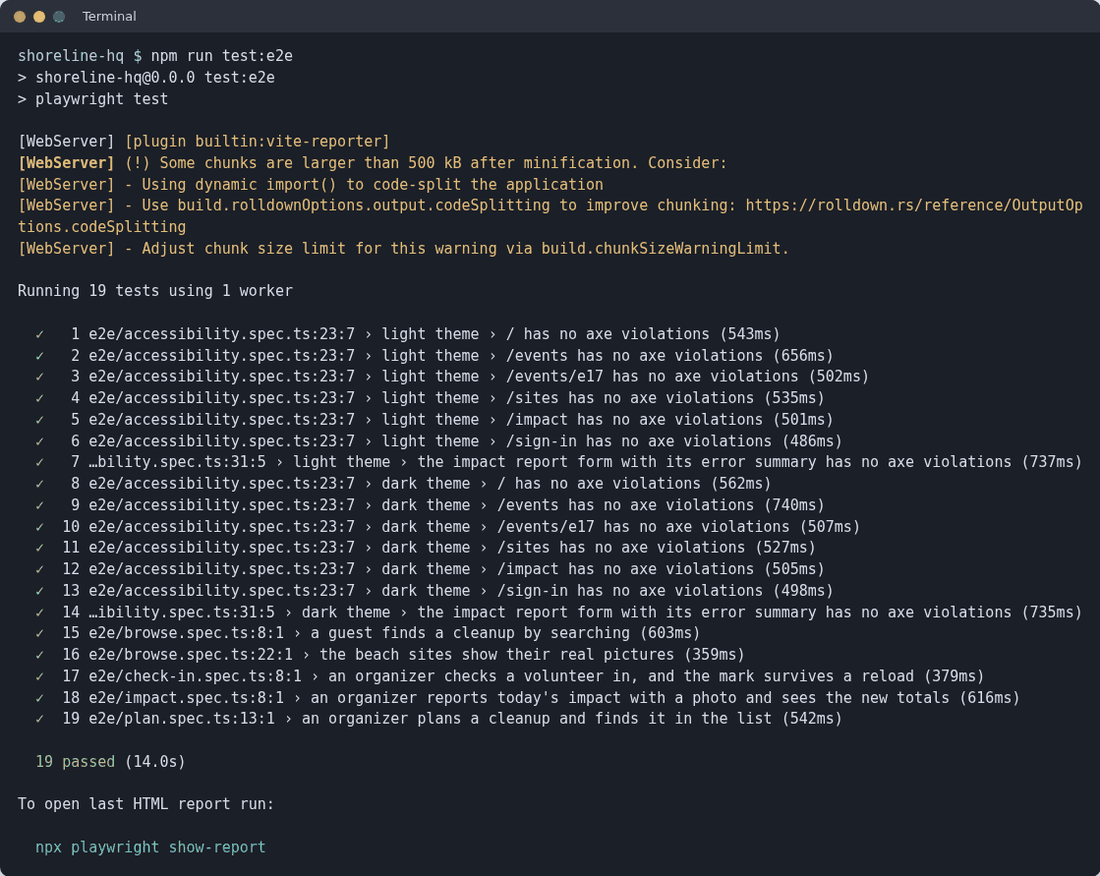 Terminal
shoreline-hq $ npm run test:e2e
> shoreline-hq@0.0.0 test:e2e
> playwright test
[WebServer] [plugin builtin:vite-reporter]
[WebServer] (!) Some chunks are larger than 500 kB after minification. Consider:
[WebServer] - Using dynamic import() to code-split the application
[WebServer] - Use build.rolldownOptions.output.codeSplitting to improve chunking: https://rolldown.rs/reference/OutputOp
tions.codeSplitting
[WebServer] - Adjust chunk size limit for this warning via build.chunkSizeWarningLimit.
Running 19 tests using 1 worker
✓ 1 e2e/accessibility.spec.ts:23:7 › light theme › / has no axe violations (543ms)
✓ 2 e2e/accessibility.spec.ts:23:7 › light theme › /events has no axe violations (656ms)
✓ 3 e2e/accessibility.spec.ts:23:7 › light theme › /events/e17 has no axe violations (502ms)
✓ 4 e2e/accessibility.spec.ts:23:7 › light theme › /sites has no axe violations (535ms)
✓ 5 e2e/accessibility.spec.ts:23:7 › light theme › /impact has no axe violations (501ms)
✓ 6 e2e/accessibility.spec.ts:23:7 › light theme › /sign-in has no axe violations (486ms)
✓ 7 …bility.spec.ts:31:5 › light theme › the impact report form with its error summary has no axe violations (737ms)
✓ 8 e2e/accessibility.spec.ts:23:7 › dark theme › / has no axe violations (562ms)
✓ 9 e2e/accessibility.spec.ts:23:7 › dark theme › /events has no axe violations (740ms)
✓ 10 e2e/accessibility.spec.ts:23:7 › dark theme › /events/e17 has no axe violations (507ms)
✓ 11 e2e/accessibility.spec.ts:23:7 › dark theme › /sites has no axe violations (527ms)
✓ 12 e2e/accessibility.spec.ts:23:7 › dark theme › /impact has no axe violations (505ms)
✓ 13 e2e/accessibility.spec.ts:23:7 › dark theme › /sign-in has no axe violations (498ms)
✓ 14 …ibility.spec.ts:31:5 › dark theme › the impact report form with its error summary has no axe violations (735ms)
✓ 15 e2e/browse.spec.ts:8:1 › a guest finds a cleanup by searching (603ms)
✓ 16 e2e/browse.spec.ts:22:1 › the beach sites show their real pictures (359ms)
✓ 17 e2e/check-in.spec.ts:8:1 › an organizer checks a volunteer in, and the mark survives a reload (379ms)
✓ 18 e2e/impact.spec.ts:8:1 › an organizer reports today's impact with a photo and sees the new totals (616ms)
✓ 19 e2e/plan.spec.ts:13:1 › an organizer plans a cleanup and finds it in the list (542ms)
19 passed (14.0s)
To open last HTML report run:
npx playwright show-report